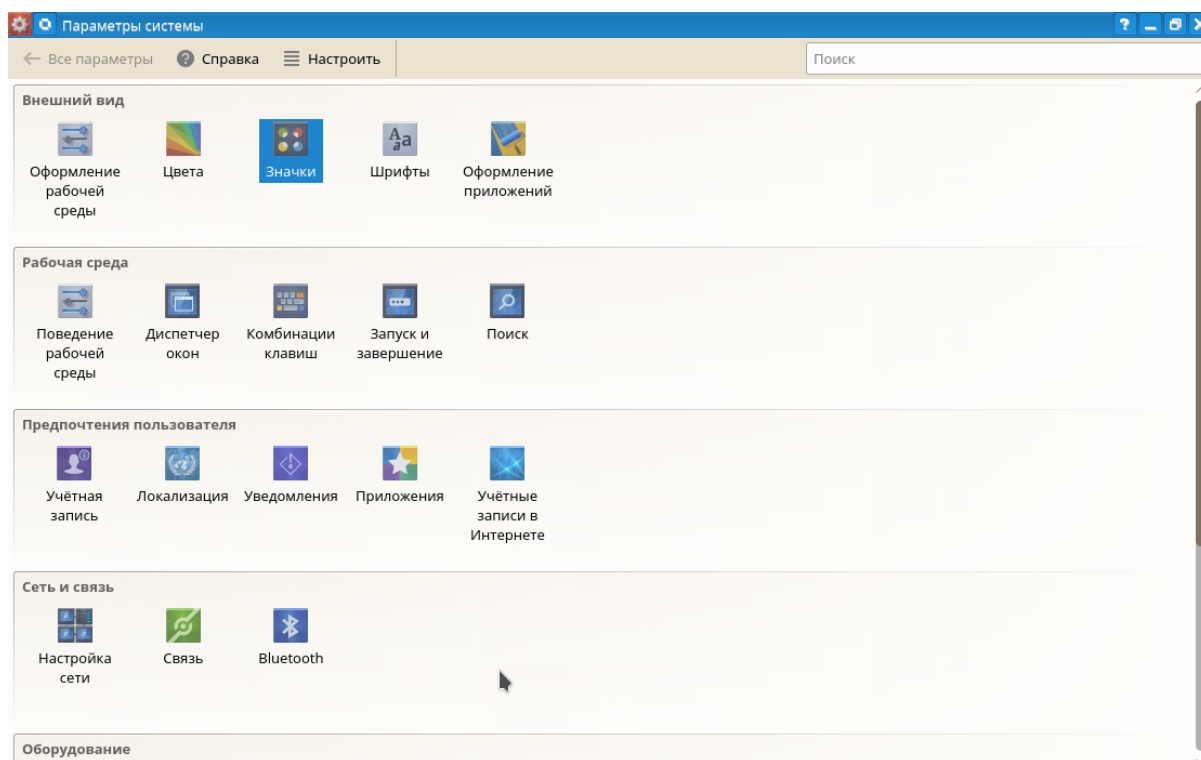 Параметры системы
Все параметры Справка Настроить Поиск
Внешний вид
Оформление рабочей среды
Цвета
Значки
Шрифты
Оформление приложений
Рабочая среда
Поведение рабочей среды
Диспетчер окон
Комбинации клавиш
Запуск и завершение
Поиск
Предпочтения пользователя
Учётная запись
Локализация
Уведомления
Приложения
Учётные записи в Интернете
Сеть и связь
Настройка сети
Связь
Bluetooth
Оборудование